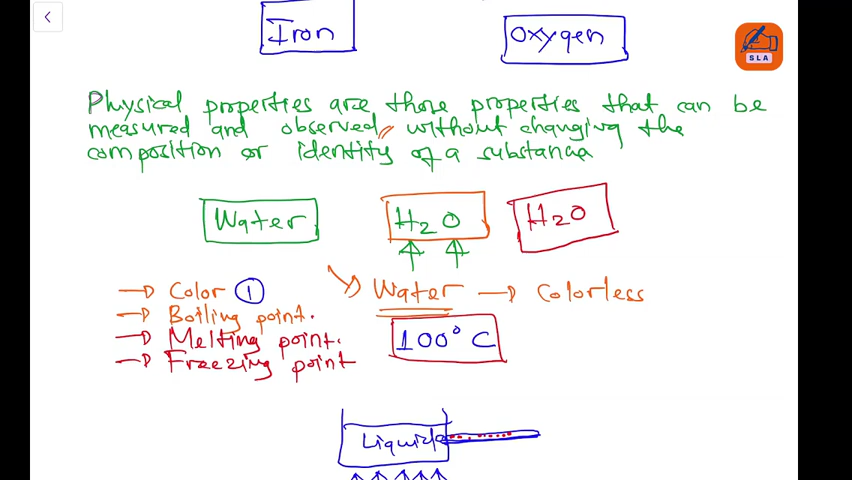 Iron
Oxygen
SLA
Physical properties are those properties that can be
measured and observed, without changing the
composition or identity of a substance
Water
H2O
H2O
→ Color ①
Water → Colorless
→ Boiling point.
→ Melting point.
100° C
→ Freezing point
Liquid